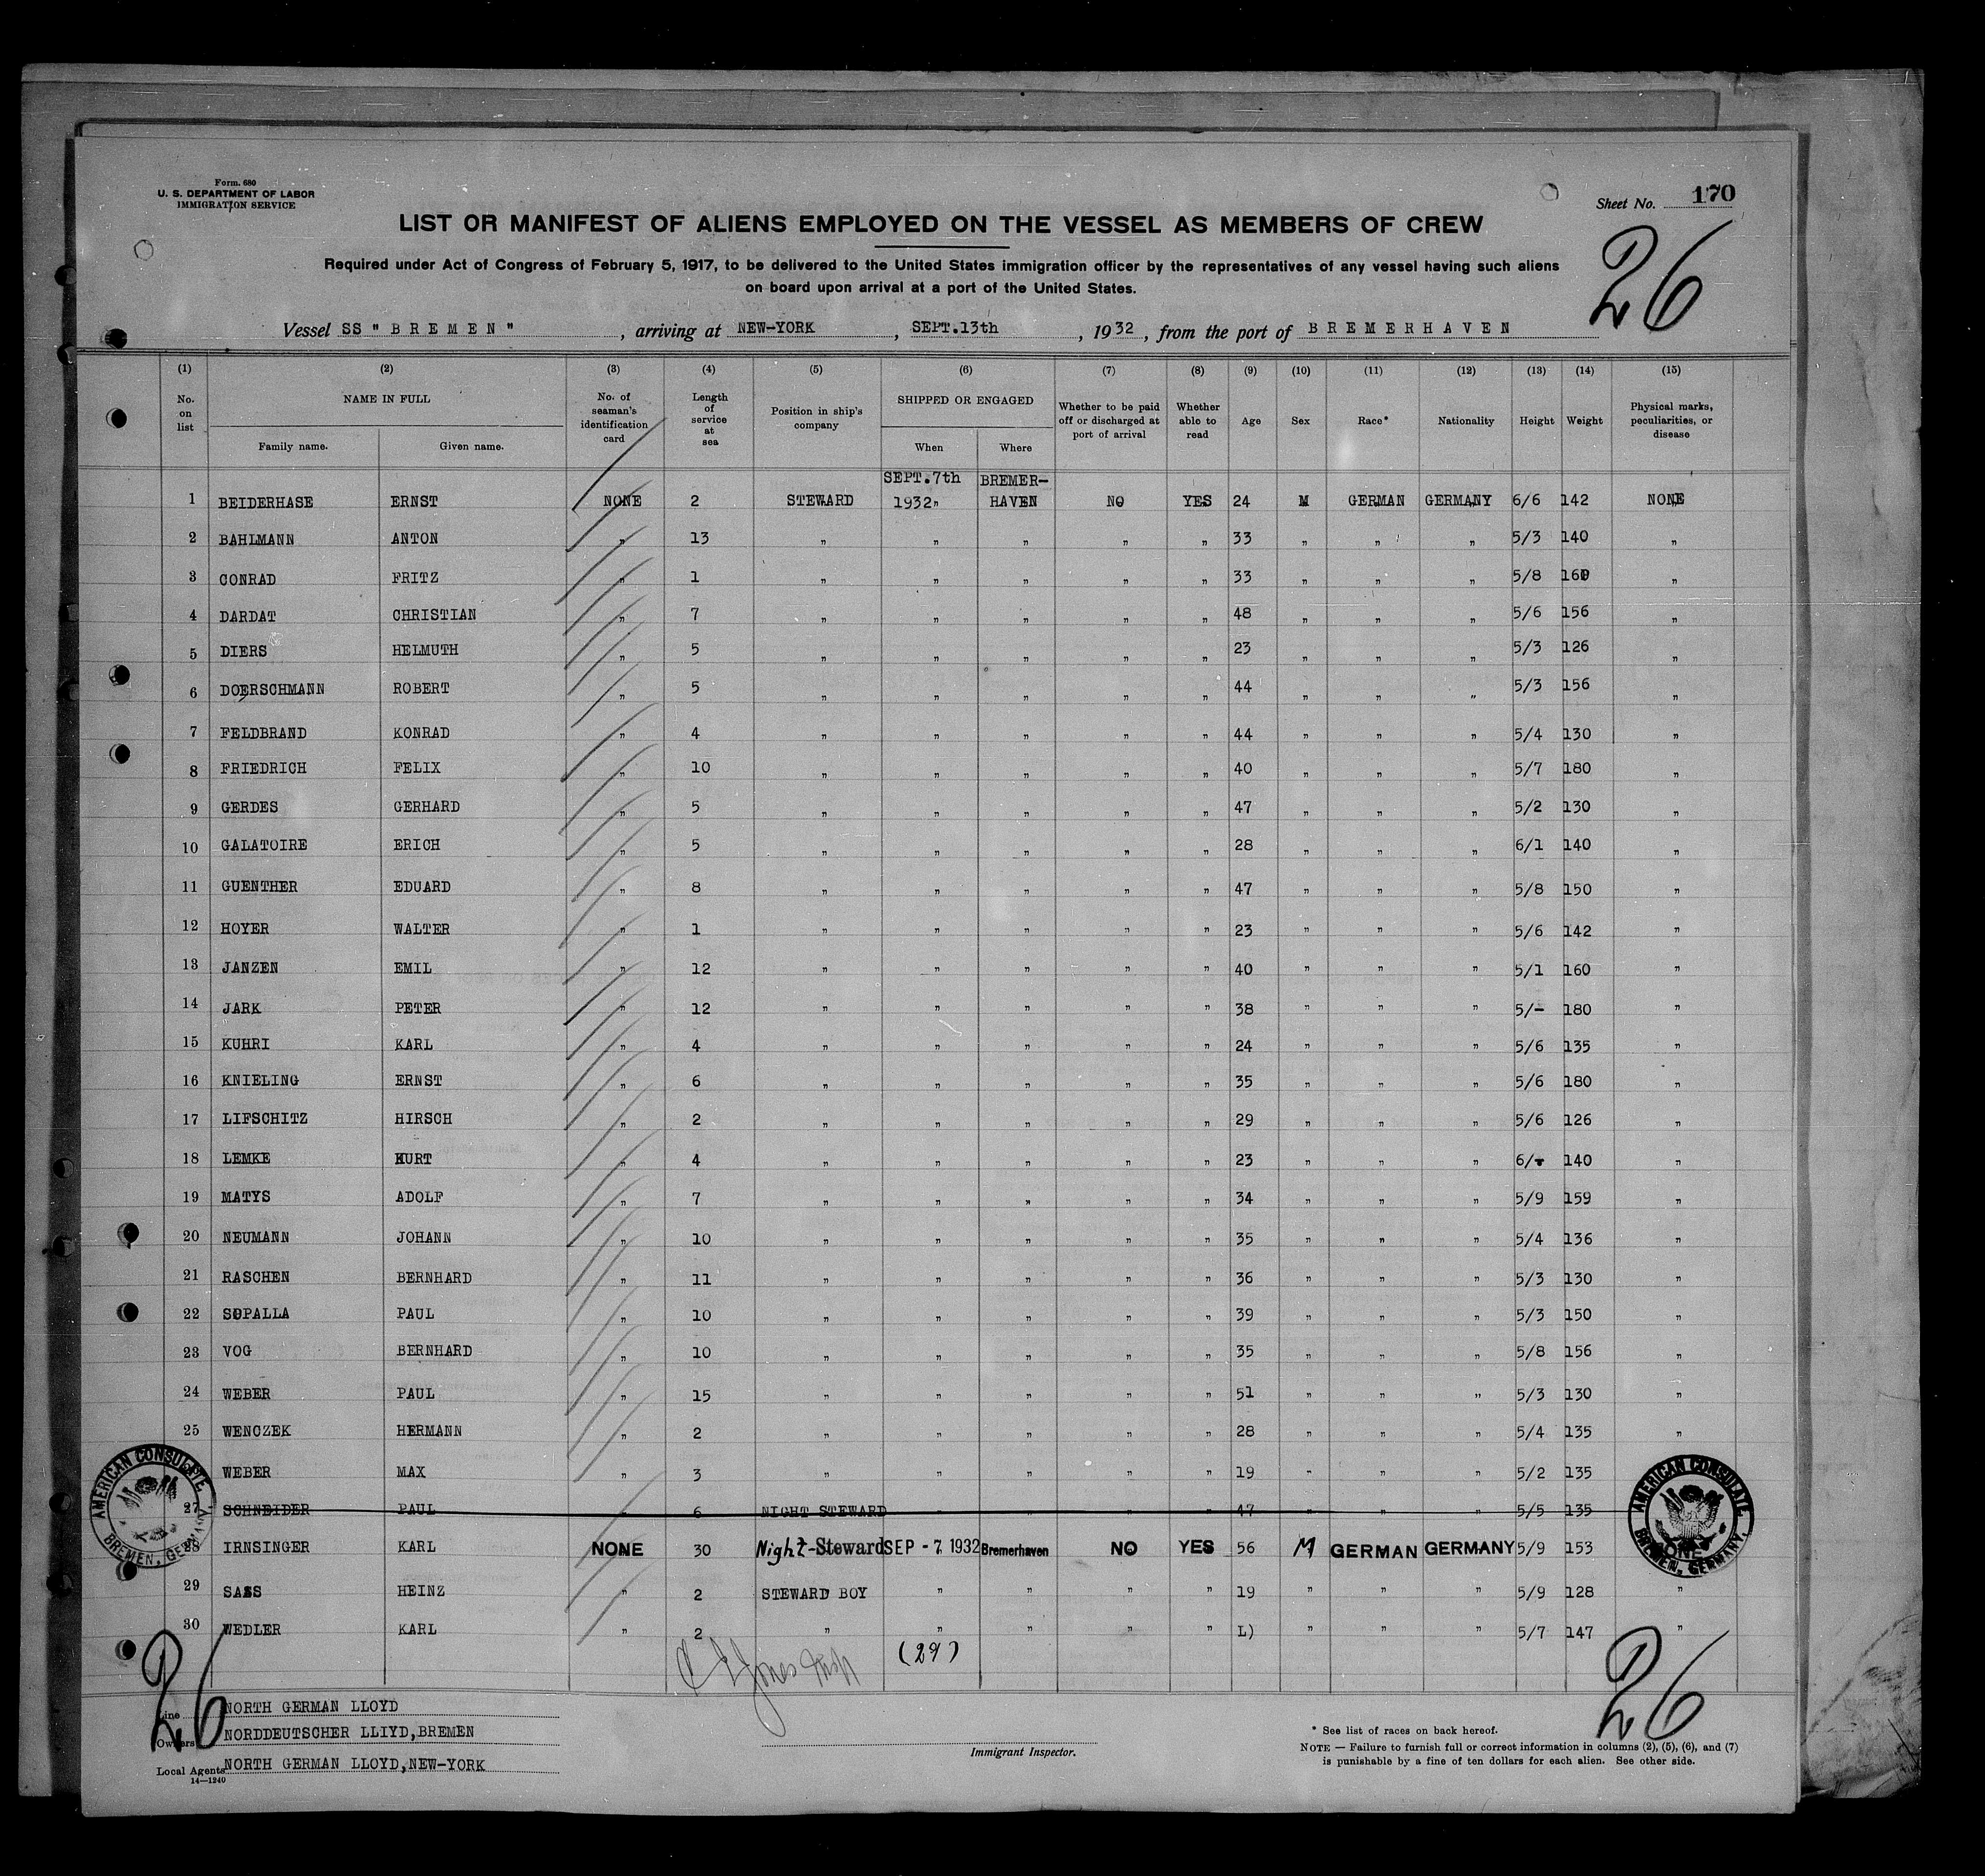 Form. 680
U. S. DEPARTMENT OF LABOR
IMMIGRATION SERVICE
Sheet No. 170
26
LIST OR MANIFEST OF ALIENS EMPLOYED ON THE VESSEL AS MEMBERS OF CREW
Required under Act of Congress of February 5, 1917, to be delivered to the United States immigration officer by the representatives of any vessel having such aliens
on board upon arrival at a port of the United States.
Vessel SS " B R E M E N " , arriving at NEW-YORK , SEPT.13th , 1932 , from the port of B R E M E R H A V E N
(1) (2) (3) (4) (5) (6) (7) (8) (9) (10) (11) (12) (13) (14) (15)
No. on list NAME IN FULL Family name. Given name. No. of seaman's identification card Length of service at sea Position in ship's company SHIPPED OR ENGAGED When Where Whether to be paid off or discharged at port of arrival Whether able to read Age Sex Race* Nationality Height Weight Physical marks, peculiarities, or disease
SEPT.7th BREMER-
1 BEIDERHASE ERNST NONE 2 STEWARD 1932" HAVEN NO YES 24 M GERMAN GERMANY 6/6 142 NONE
2 BAHLMANN ANTON " 13 " " " " " 33 " " " 5/3 140 "
3 CONRAD FRITZ " 1 " " " " " 33 " " " 5/8 160 "
4 DARDAT CHRISTIAN " 7 " " " " " 48 " " " 5/6 156 "
5 DIERS HELMUTH " 5 " " " " " 23 " " " 5/3 126 "
6 DOERSCHMANN ROBERT " 5 " " " " " 44 " " " 5/3 156 "
7 FELDBRAND KONRAD " 4 " " " " " 44 " " " 5/4 130 "
8 FRIEDRICH FELIX " 10 " " " " " 40 " " " 5/7 180 "
9 GERDES GERHARD " 5 " " " " " 47 " " " 5/2 130 "
10 GALATOIRE ERICH " 5 " " " " " 28 " " " 6/1 140 "
11 GUENTHER EDUARD " 8 " " " " " 47 " " " 5/8 150 "
12 HOYER WALTER " 1 " " " " " 23 " " " 5/6 142 "
13 JANZEN EMIL " 12 " " " " " 40 " " " 5/1 160 "
14 JARK PETER " 12 " " " " " 38 " " " 5/- 180 "
15 KUHRI KARL " 4 " " " " " 24 " " " 5/6 135 "
16 KNIELING ERNST " 6 " " " " " 35 " " " 5/6 180 "
17 LIFSCHITZ HIRSCH " 2 " " " " " 29 " " " 5/6 126 "
18 LEMKE KURT " 4 " " " " " 23 " " " 6/- 140 "
19 MATYS ADOLF " 7 " " " " " 34 " " " 5/9 159 "
20 NEUMANN JOHANN " 10 " " " " " 35 " " " 5/4 136 "
21 RASCHEN BERNHARD " 11 " " " " " 36 " " " 5/3 130 "
22 SOPALLA PAUL " 10 " " " " " 39 " " " 5/3 150 "
23 VOG BERNHARD " 10 " " " " " 35 " " " 5/8 156 "
24 WEBER PAUL " 15 " " " " " 51 " " " 5/3 130 "
25 WENCZEK HERMANN " 2 " " " " " 28 " " " 5/4 135 "
WEBER MAX " 3 " " " " " 19 " " " 5/2 135
27 SCHNEIDER PAUL " 6 NIGHT STEWARD " " " " 47 " " " 5/5 135
28 IRNSINGER KARL NONE 30 Night-Steward SEP - 7 1932 Bremerhaven NO YES 56 M GERMAN GERMANY 5/9 153 NONE
29 SASS HEINZ " 2 STEWARD BOY " " " " 19 " " " 5/9 128 "
30 WEDLER KARL " 2 " " " " " L) " " " 5/7 147 "
(29)
AMERICAN CONSULATE BREMEN, GERMANY
AMERICAN CONSULATE BREMEN, GERMANY.
26
26
Line NORTH GERMAN LLOYD
Owners NORDDEUTSCHER LLIYD,BREMEN
Local Agents NORTH GERMAN LLOYD,NEW-YORK
14—1240
Jones
Immigrant Inspector.
* See list of races on back hereof.
NOTE — Failure to furnish full or correct information in columns (2), (5), (6), and (7)
is punishable by a fine of ten dollars for each alien. See other side.